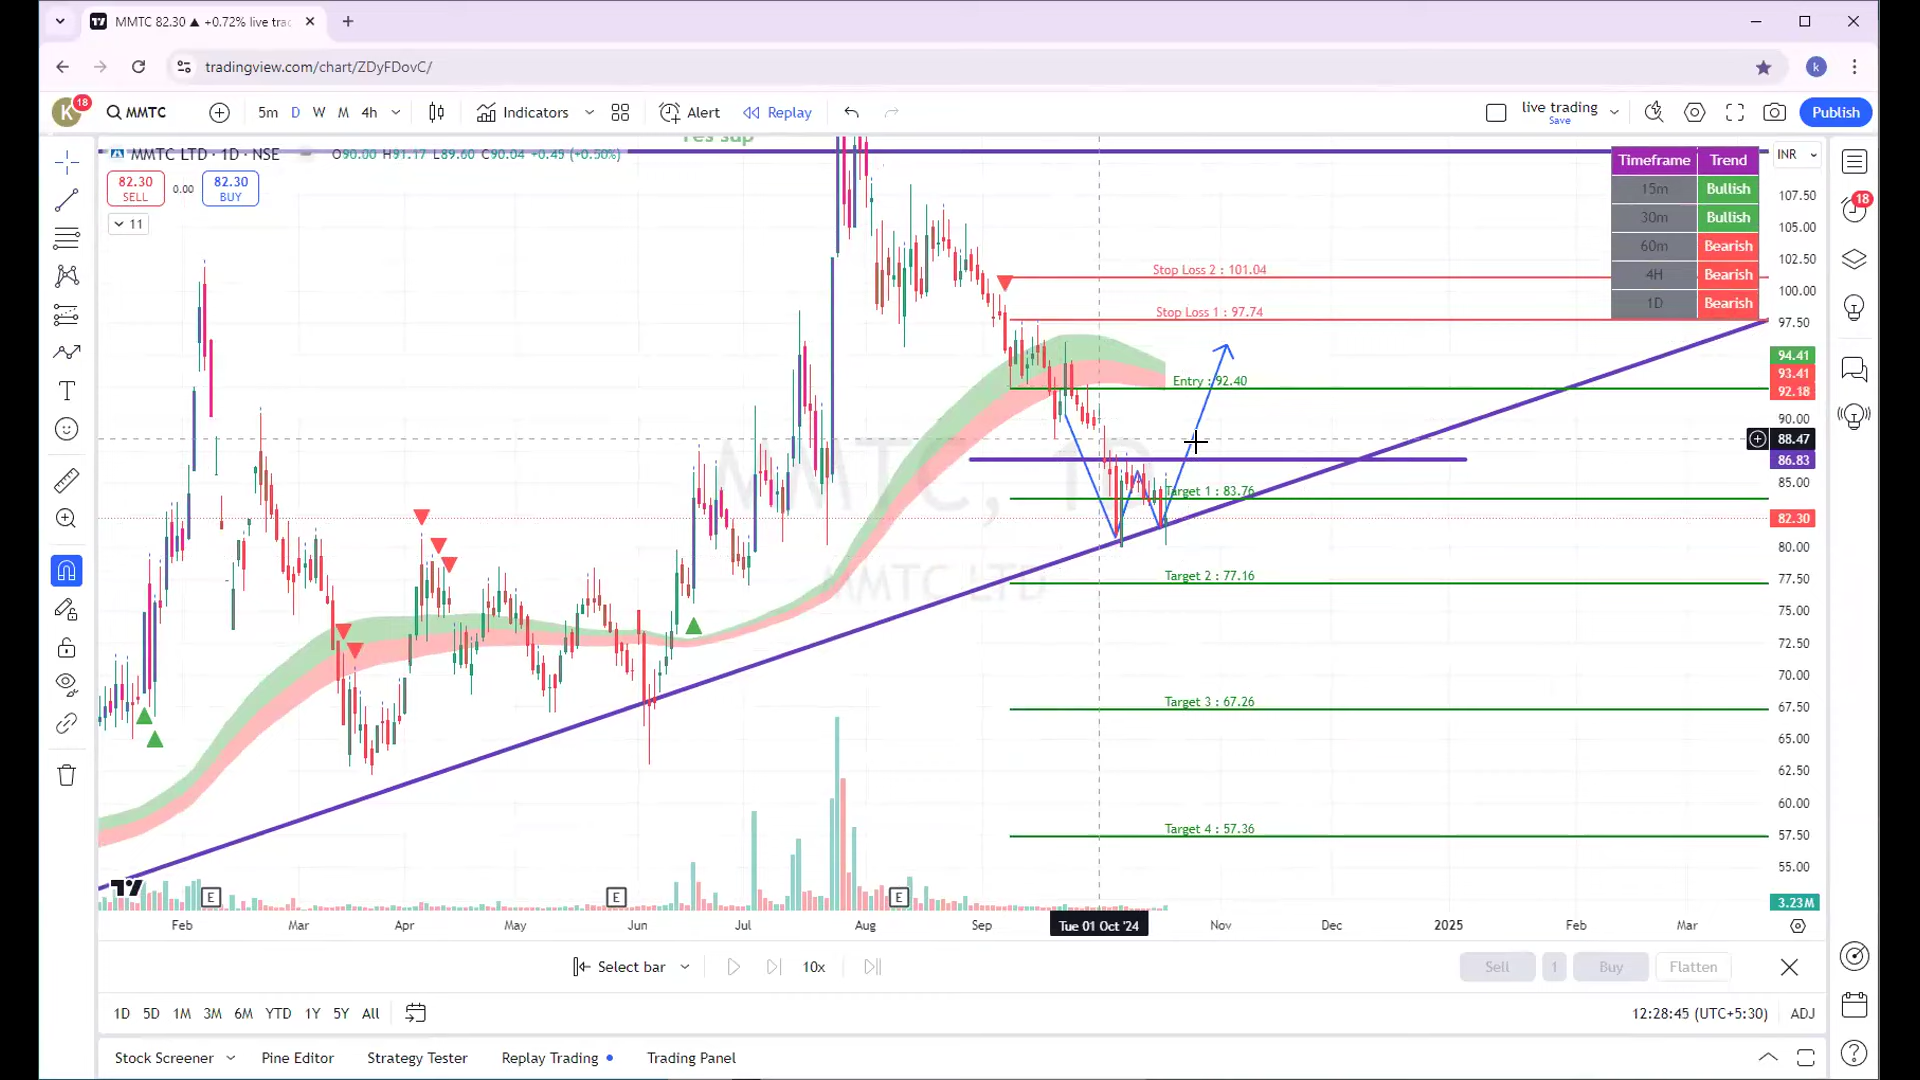 MMTC 82.30 ▲ +0.72% live tra
tradingview.com/chart/ZDyFDovC/
k
K
18
MMTC
5m D W M 4h
Indicators
Alert
Replay
live trading
Save
Publish
Yes sup
MMTC LTD · 1D · NSE
O90.00 H91.17 L89.60 C90.04 +0.45 (+0.50%)
82.30
SELL
0.00
82.30
BUY
11
Timeframe Trend
15m Bullish
30m Bullish
60m Bearish
4H Bearish
1D Bearish
INR
18
107.50
105.00
102.50
100.00
97.50
94.41
93.41
92.18
90.00
88.47
86.83
85.00
82.30
80.00
77.50
75.00
72.50
70.00
67.50
65.00
62.50
60.00
57.50
55.00
3.23M
Stop Loss 2 : 101.04
Stop Loss 1 : 97.74
Entry : 92.40
Target 1 : 83.76
Target 2 : 77.16
Target 3 : 67.26
Target 4 : 57.36
MMTC, 1D
MMTC LTD
E E E
Feb Mar Apr May Jun Jul Aug Sep Tue 01 Oct '24 Nov Dec 2025 Feb Mar
Select bar
10x
Sell 1 Buy Flatten
1D 5D 1M 3M 6M YTD 1Y 5Y All
12:28:45 (UTC+5:30) ADJ
Stock Screener Pine Editor Strategy Tester Replay Trading Trading Panel